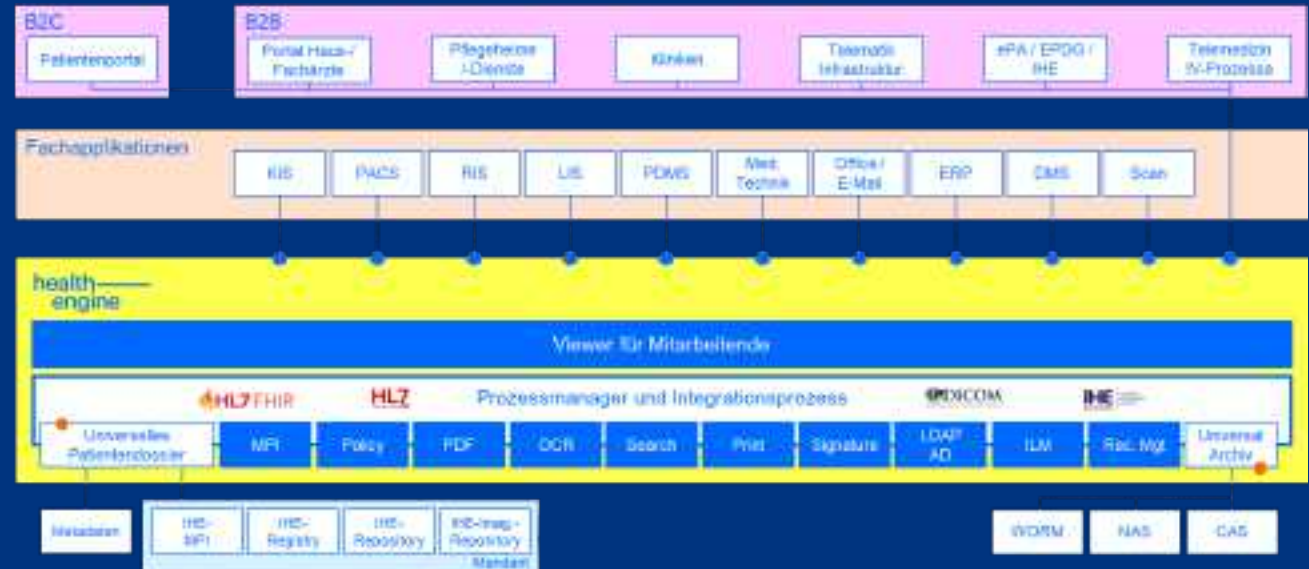 B2C
B2B
Patientenportal
Portal Haus-/
Fachärzte
Pflegeheime
/-Dienste
Kliniken
Telematik
Infrastruktur
ePA / EPDG /
IHE
Telemedizin
IV-Prozesse
Fachapplikationen
KIS
PACS
RIS
LIS
PDMS
Med.
Technik
Office /
E-Mail
ERP
DMS
Scan
health
engine
Viewer für Mitarbeitende
HL7 FHIR
HL7
Prozessmanager und Integrationsprozess
DICOM
IHE
Universelles
Patientendossier
MPI
Policy
PDF
OCR
Search
Print
Signature
LDAP
AD
ILM
Rec. Mgt
Universal
Archiv
Metadaten
IHE-
MPI
IHE-
Registry
IHE-
Repository
IHE-Imag.-
Repository
Mandant
WORM
NAS
CAS